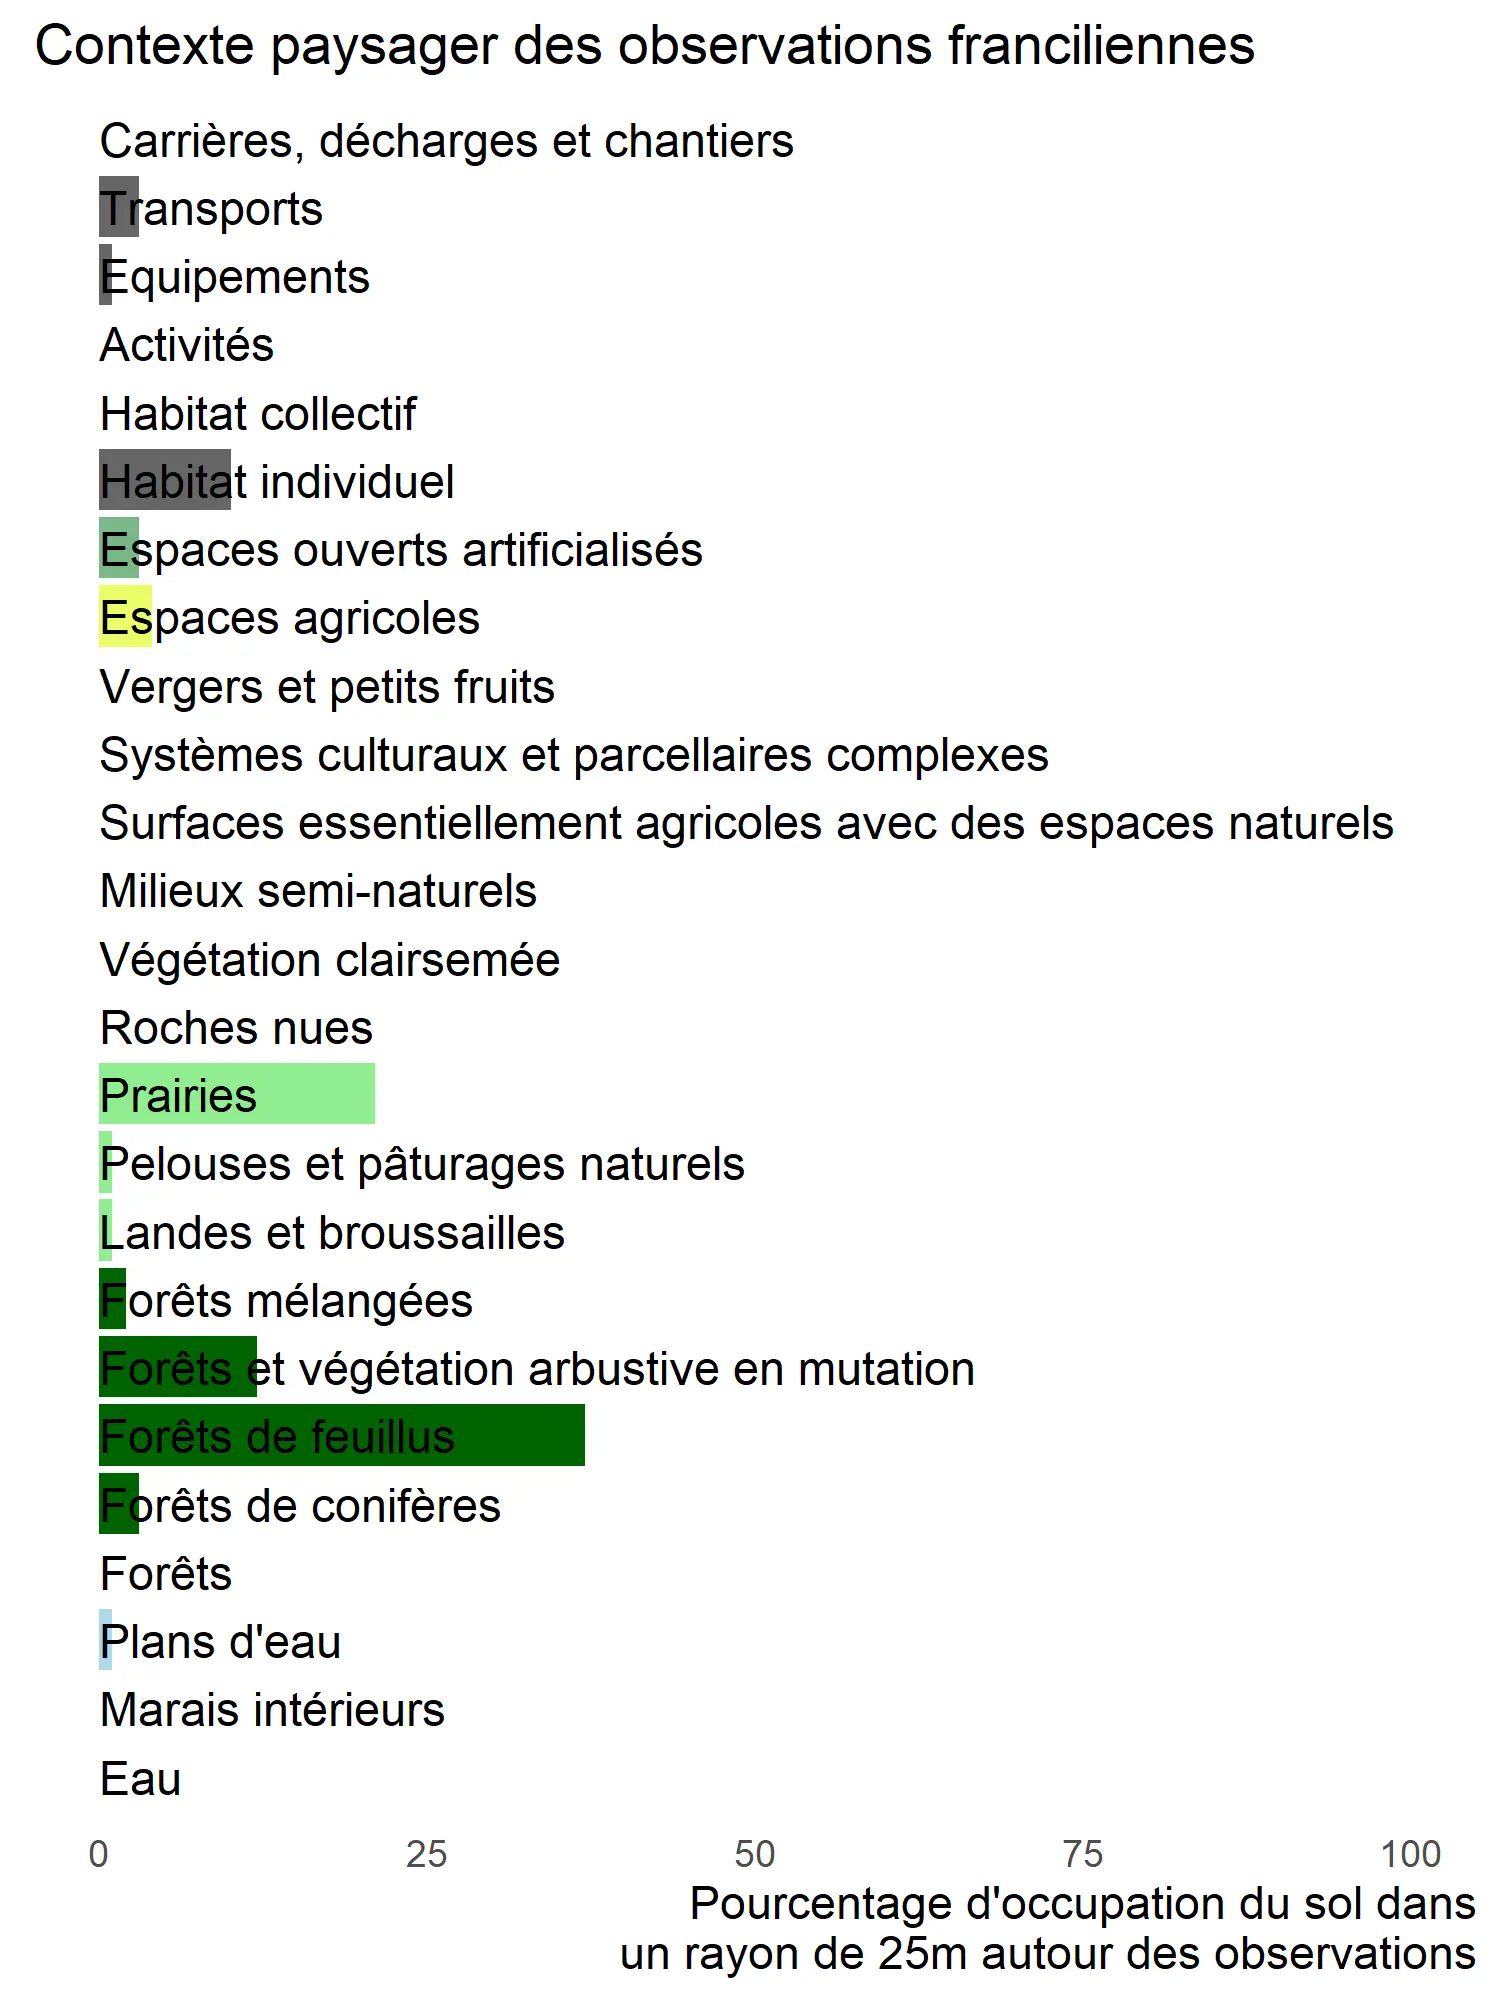 Contexte paysager des observations franciliennes
Carrières, décharges et chantiers
Transports
Equipements
Activités
Habitat collectif
Habitat individuel
Espaces ouverts artificialisés
Espaces agricoles
Vergers et petits fruits
Systèmes culturaux et parcellaires complexes
Surfaces essentiellement agricoles avec des espaces naturels
Milieux semi-naturels
Végétation clairsemée
Roches nues
Prairies
Pelouses et pâturages naturels
Landes et broussailles
Forêts mélangées
Forêts et végétation arbustive en mutation
Forêts de feuillus
Forêts de conifères
Forêts
Plans d'eau
Marais intérieurs
Eau
0 25 50 75 100
Pourcentage d'occupation du sol dans
un rayon de 25m autour des observations